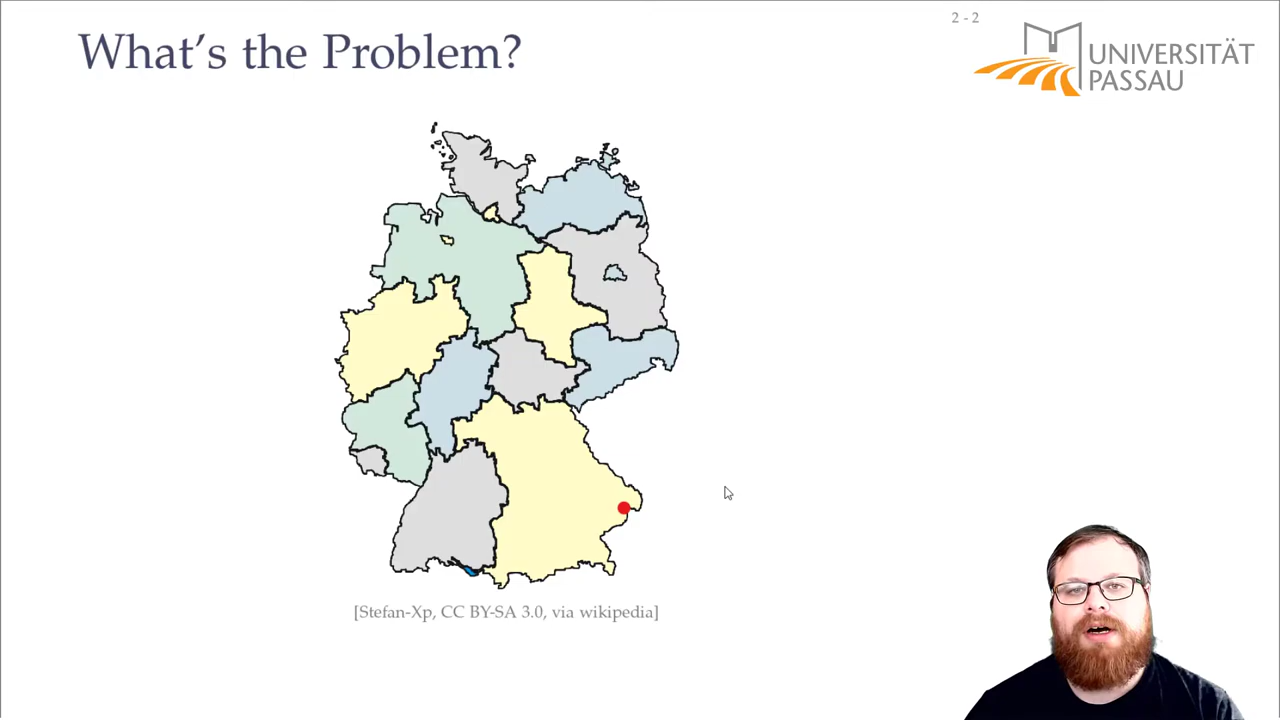 2 - 2
What's the Problem?
UNIVERSITÄT
PASSAU
[Stefan-Xp, CC BY-SA 3.0, via wikipedia]